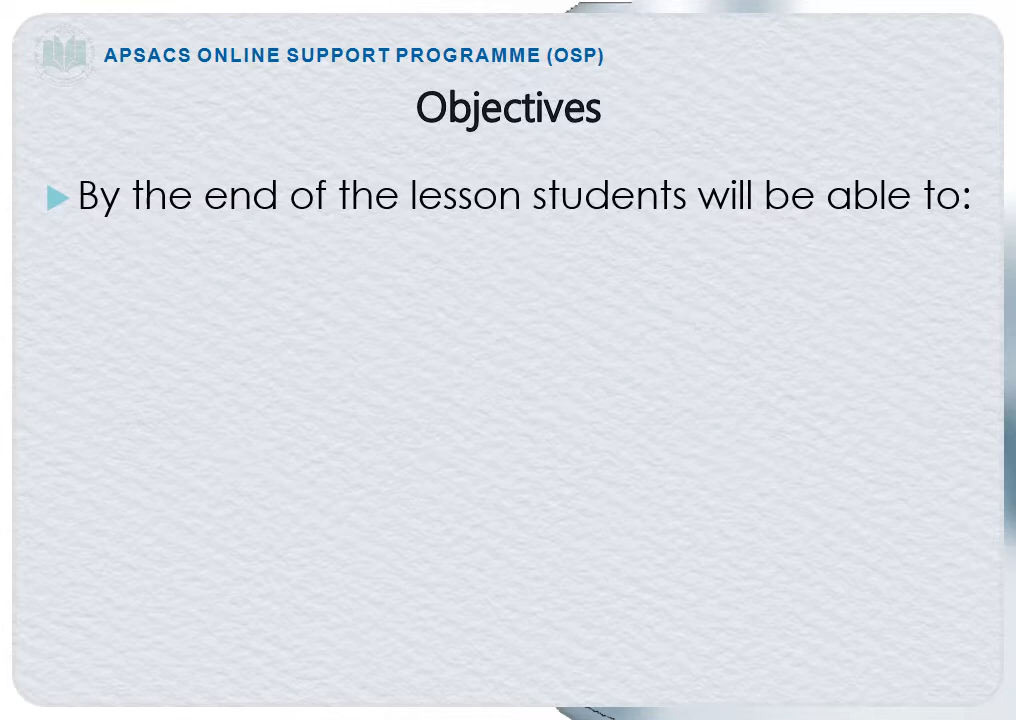 APSACS ONLINE SUPPORT PROGRAMME (OSP)
Objectives
By the end of the lesson students will be able to: